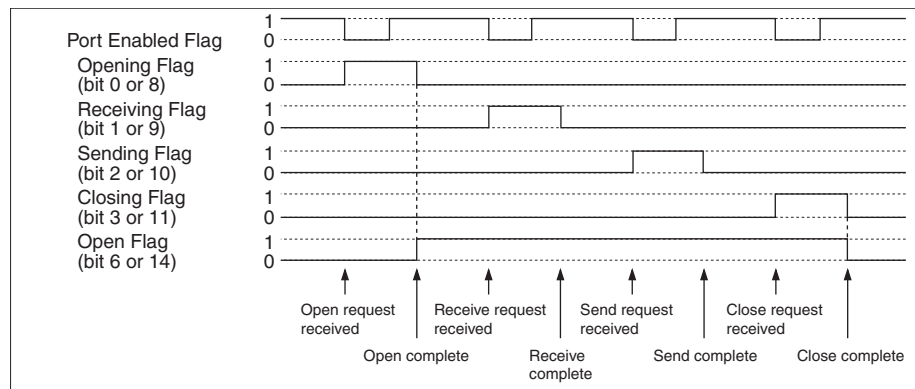 Port Enabled Flag
1
0
Opening Flag
(bit 0 or 8)
1
0
Receiving Flag
(bit 1 or 9)
1
0
Sending Flag
(bit 2 or 10)
1
0
Closing Flag
(bit 3 or 11)
1
0
Open Flag
(bit 6 or 14)
1
0
Open request
received
Receive request
received
Send request
received
Close request
received
Open complete
Receive
complete
Send complete
Close complete